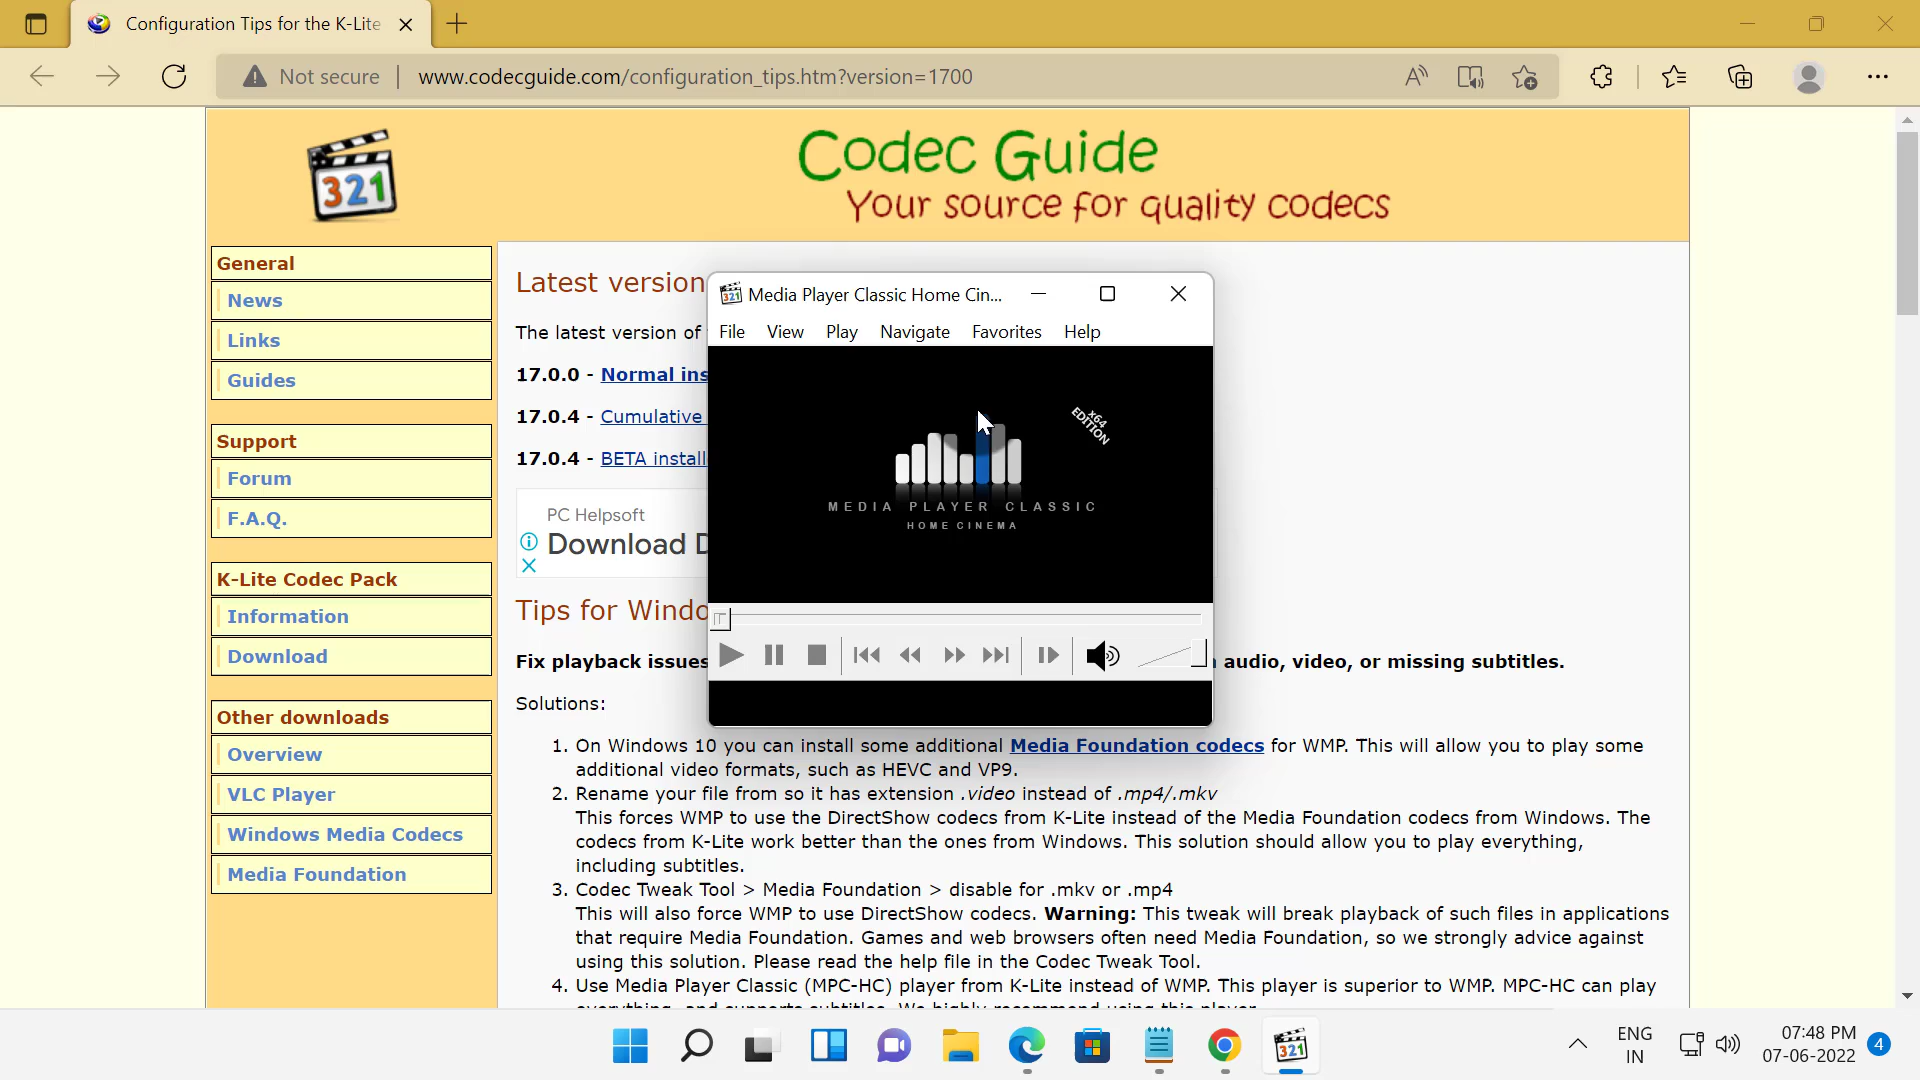 Configuration Tips for the K-Lite
Not secure
www.codecguide.com/configuration_tips.htm?version=1700
321
Codec Guide
Your source for quality codecs
General
News
Links
Guides
Support
Forum
F.A.Q.
K-Lite Codec Pack
Information
Download
Other downloads
Overview
VLC Player
Windows Media Codecs
Media Foundation
Latest version
The latest version of
17.0.0 - Normal ins
17.0.4 - Cumulative
17.0.4 - BETA install
PC Helpsoft
Download D
Tips for Windo
Fix playback issues
audio, video, or missing subtitles.
Solutions:
1. On Windows 10 you can install some additional Media Foundation codecs for WMP. This will allow you to play some
additional video formats, such as HEVC and VP9.
2. Rename your file from so it has extension .video instead of .mp4/.mkv
This forces WMP to use the DirectShow codecs from K-Lite instead of the Media Foundation codecs from Windows. The
codecs from K-Lite work better than the ones from Windows. This solution should allow you to play everything,
including subtitles.
3. Codec Tweak Tool > Media Foundation > disable for .mkv or .mp4
This will also force WMP to use DirectShow codecs. Warning: This tweak will break playback of such files in applications
that require Media Foundation. Games and web browsers often need Media Foundation, so we strongly advice against
using this solution. Please read the help file in the Codec Tweak Tool.
4. Use Media Player Classic (MPC-HC) player from K-Lite instead of WMP. This player is superior to WMP. MPC-HC can play
everything, and supports subtitles. We highly recommend using this player.
321 Media Player Classic Home Cin...
File View Play Navigate Favorites Help
x64
EDITION
MEDIA PLAYER CLASSIC
HOME CINEMA
321
ENG
IN
07:48 PM
07-06-2022
4